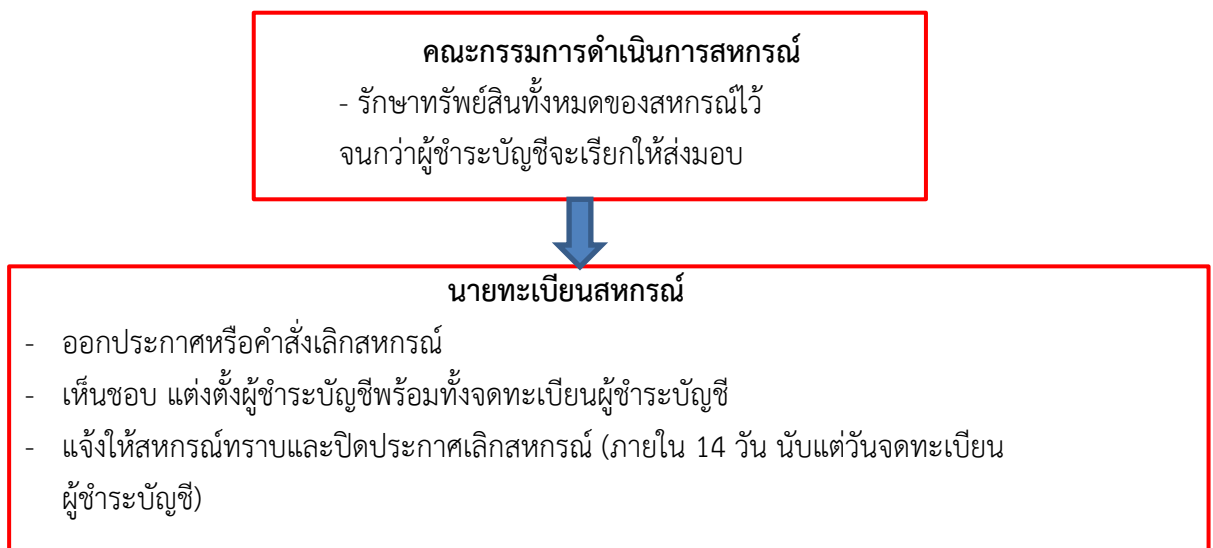 คณะกรรมการดำเนินการสหกรณ์
- รักษาทรัพย์สินทั้งหมดของสหกรณ์ไว้
จนกว่าผู้ชำระบัญชีจะเรียกให้ส่งมอบ
นายทะเบียนสหกรณ์
- ออกประกาศหรือคำสั่งเลิกสหกรณ์
- เห็นชอบ แต่งตั้งผู้ชำระบัญชีพร้อมทั้งจดทะเบียนผู้ชำระบัญชี
- แจ้งให้สหกรณ์ทราบและปิดประกาศเลิกสหกรณ์ (ภายใน 14 วัน นับแต่วันจดทะเบียน
ผู้ชำระบัญชี)